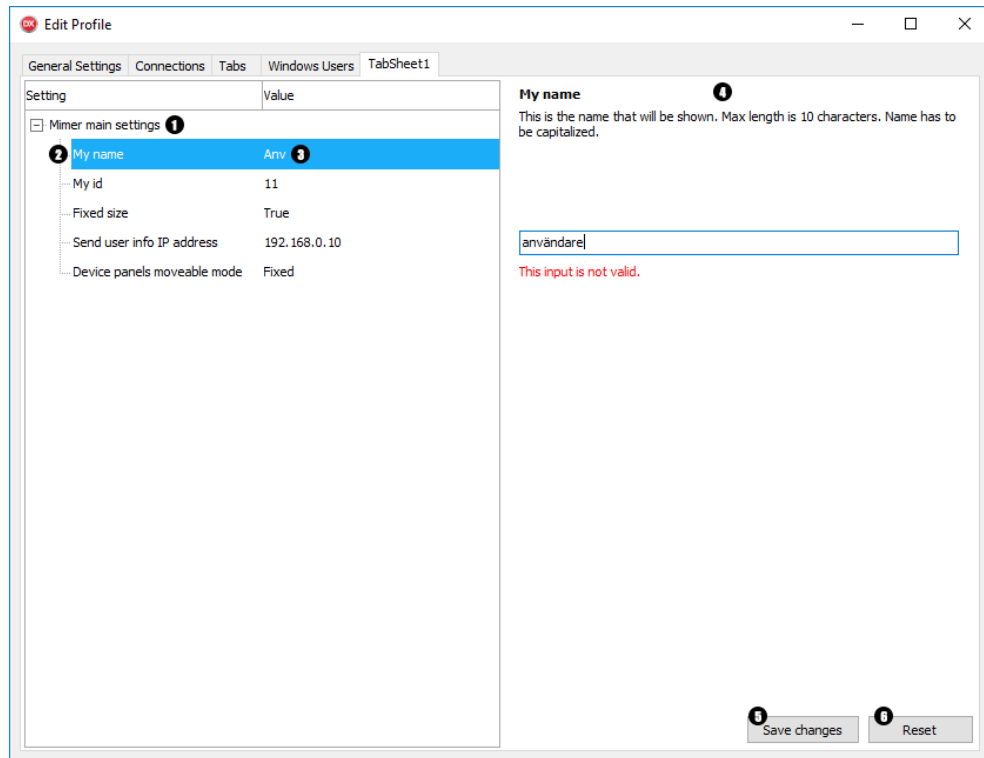 DX Edit Profile
General Settings Connections Tabs Windows Users TabSheet1
Setting Value
Mimer main settings 1
2 My name Anv 3
My id 11
Fixed size True
Send user info IP address 192.168.0.10
Device panels moveable mode Fixed
My name 4
This is the name that will be shown. Max length is 10 characters. Name has to
be capitalized.
användare
This input is not valid.
5 Save changes 6 Reset